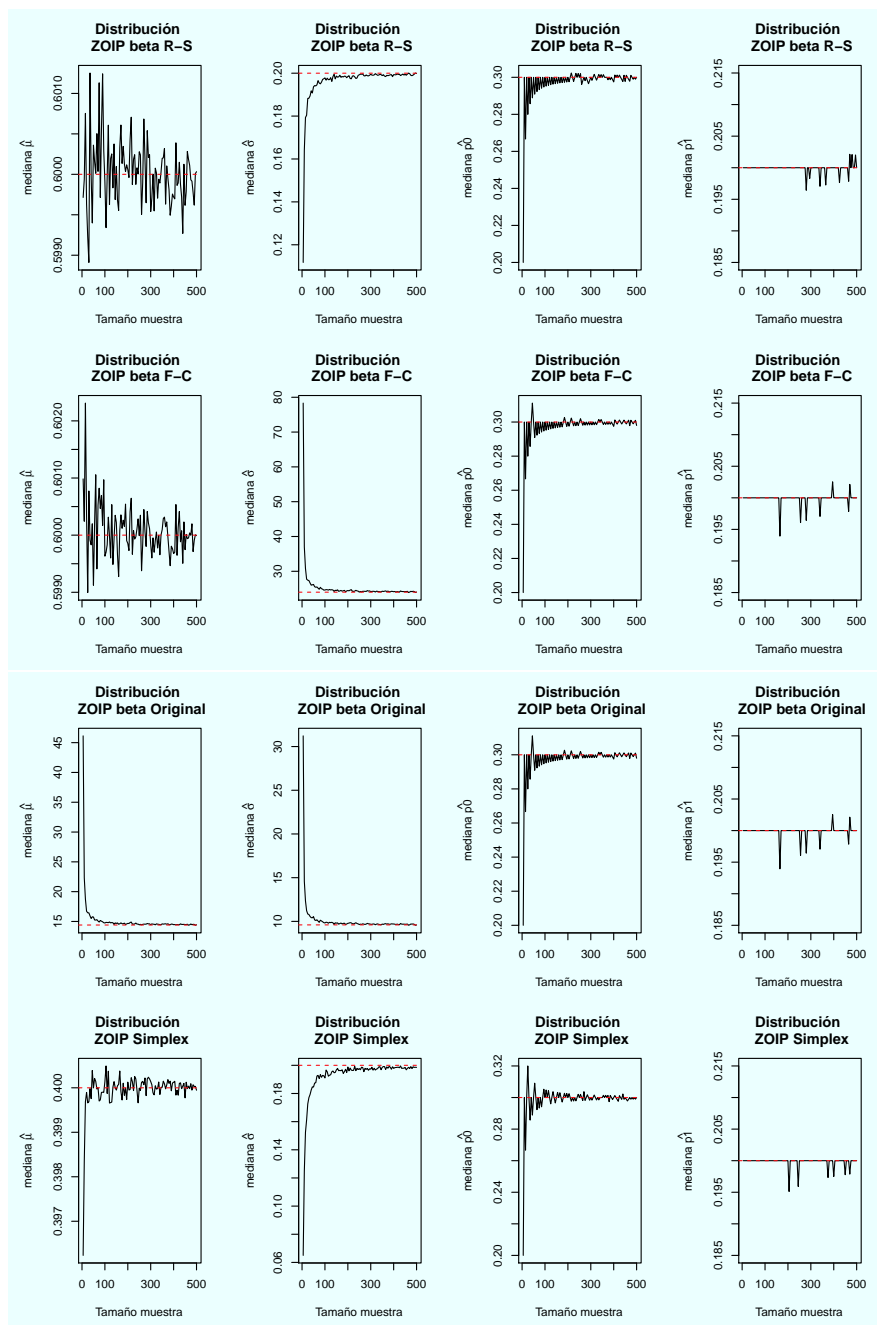 Distribución
ZOIP beta R−S
mediana μ̂
0.5990
0.6000
0.6010
0
100
300
500
Tamaño muestra
Distribución
ZOIP beta R−S
mediana σ̂
0.12
0.14
0.16
0.18
0.20
0
100
300
500
Tamaño muestra
Distribución
ZOIP beta R−S
mediana p̂0
0.20
0.22
0.24
0.26
0.28
0.30
0
100
300
500
Tamaño muestra
Distribución
ZOIP beta R−S
mediana p̂1
0.185
0.195
0.205
0.215
0
100
300
500
Tamaño muestra
Distribución
ZOIP beta F−C
mediana μ̂
0.5990
0.6000
0.6010
0.6020
0
100
300
500
Tamaño muestra
Distribución
ZOIP beta F−C
mediana σ̂
30
40
50
60
70
80
0
100
300
500
Tamaño muestra
Distribución
ZOIP beta F−C
mediana p̂0
0.20
0.22
0.24
0.26
0.28
0.30
0
100
300
500
Tamaño muestra
Distribución
ZOIP beta F−C
mediana p̂1
0.185
0.195
0.205
0.215
0
100
300
500
Tamaño muestra
Distribución
ZOIP beta Original
mediana μ̂
15
20
25
30
35
40
45
0
100
300
500
Tamaño muestra
Distribución
ZOIP beta Original
mediana σ̂
10
15
20
25
30
0
100
300
500
Tamaño muestra
Distribución
ZOIP beta Original
mediana p̂0
0.20
0.22
0.24
0.26
0.28
0.30
0
100
300
500
Tamaño muestra
Distribución
ZOIP beta Original
mediana p̂1
0.185
0.195
0.205
0.215
0
100
300
500
Tamaño muestra
Distribución
ZOIP Simplex
mediana μ̂
0.397
0.398
0.399
0.400
0
100
300
500
Tamaño muestra
Distribución
ZOIP Simplex
mediana σ̂
0.06
0.10
0.14
0.18
0
100
300
500
Tamaño muestra
Distribución
ZOIP Simplex
mediana p̂0
0.20
0.24
0.28
0.32
0
100
300
500
Tamaño muestra
Distribución
ZOIP Simplex
mediana p̂1
0.185
0.195
0.205
0.215
0
100
300
500
Tamaño muestra